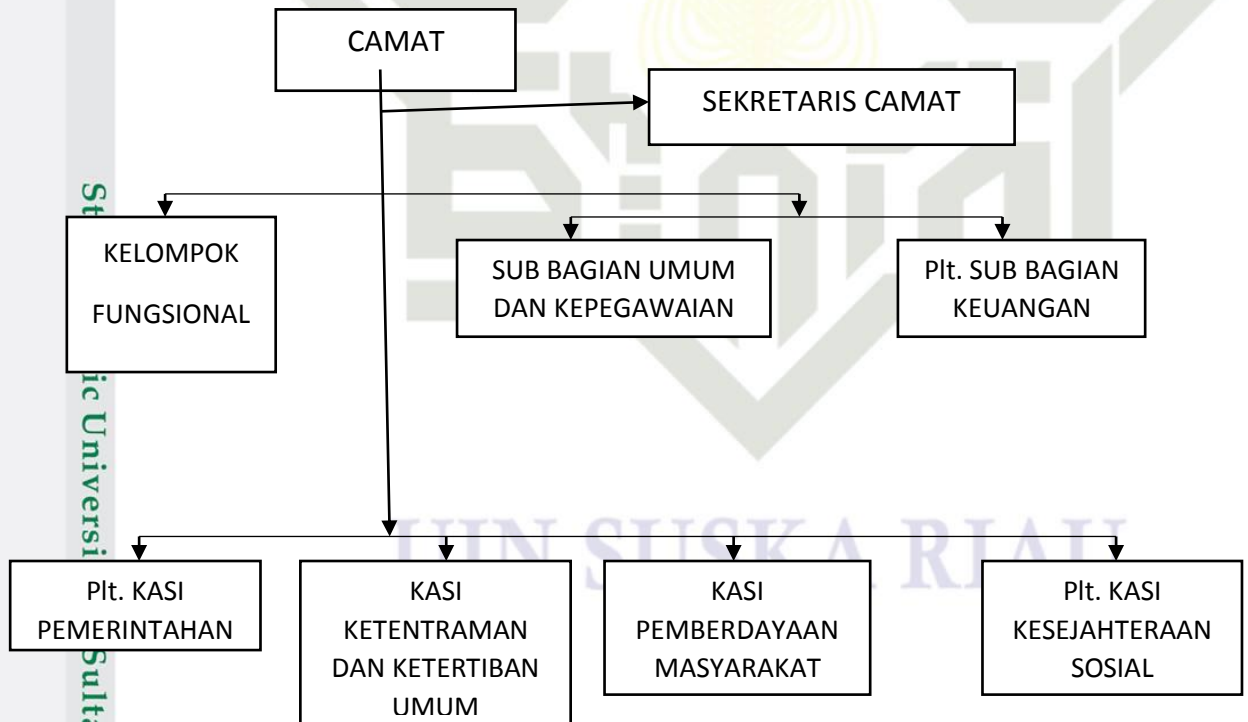 CAMAT
SEKRETARIS CAMAT
KELOMPOK
FUNGSIONAL
SUB BAGIAN UMUM
DAN KEPEGAWAIAN
Plt. SUB BAGIAN
KEUANGAN
Plt. KASI
PEMERINTAHAN
KASI
KETENTRAMAN
DAN KETERTIBAN
UMUM
KASI
PEMBERDAYAAN
MASYARAKAT
Plt. KASI
KESEJAHTERAAN
SOSIAL
UIN SUSKA RIAU